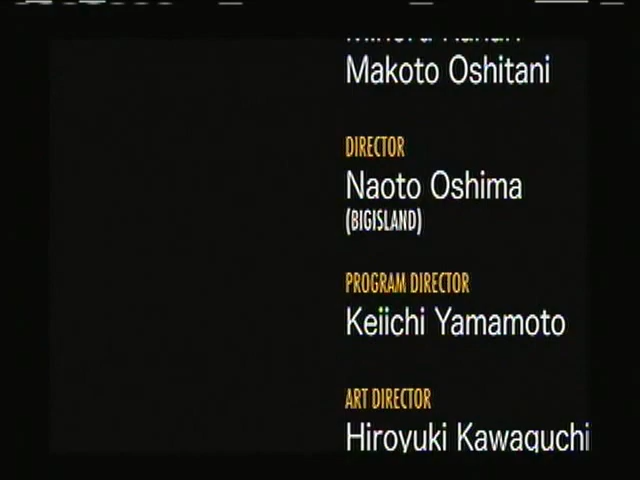 Makoto Oshitani
DIRECTOR
Naoto Oshima
(BIGISLAND)
PROGRAM DIRECTOR
Keiichi Yamamoto
ART DIRECTOR
Hiroyuki Kawaguchi